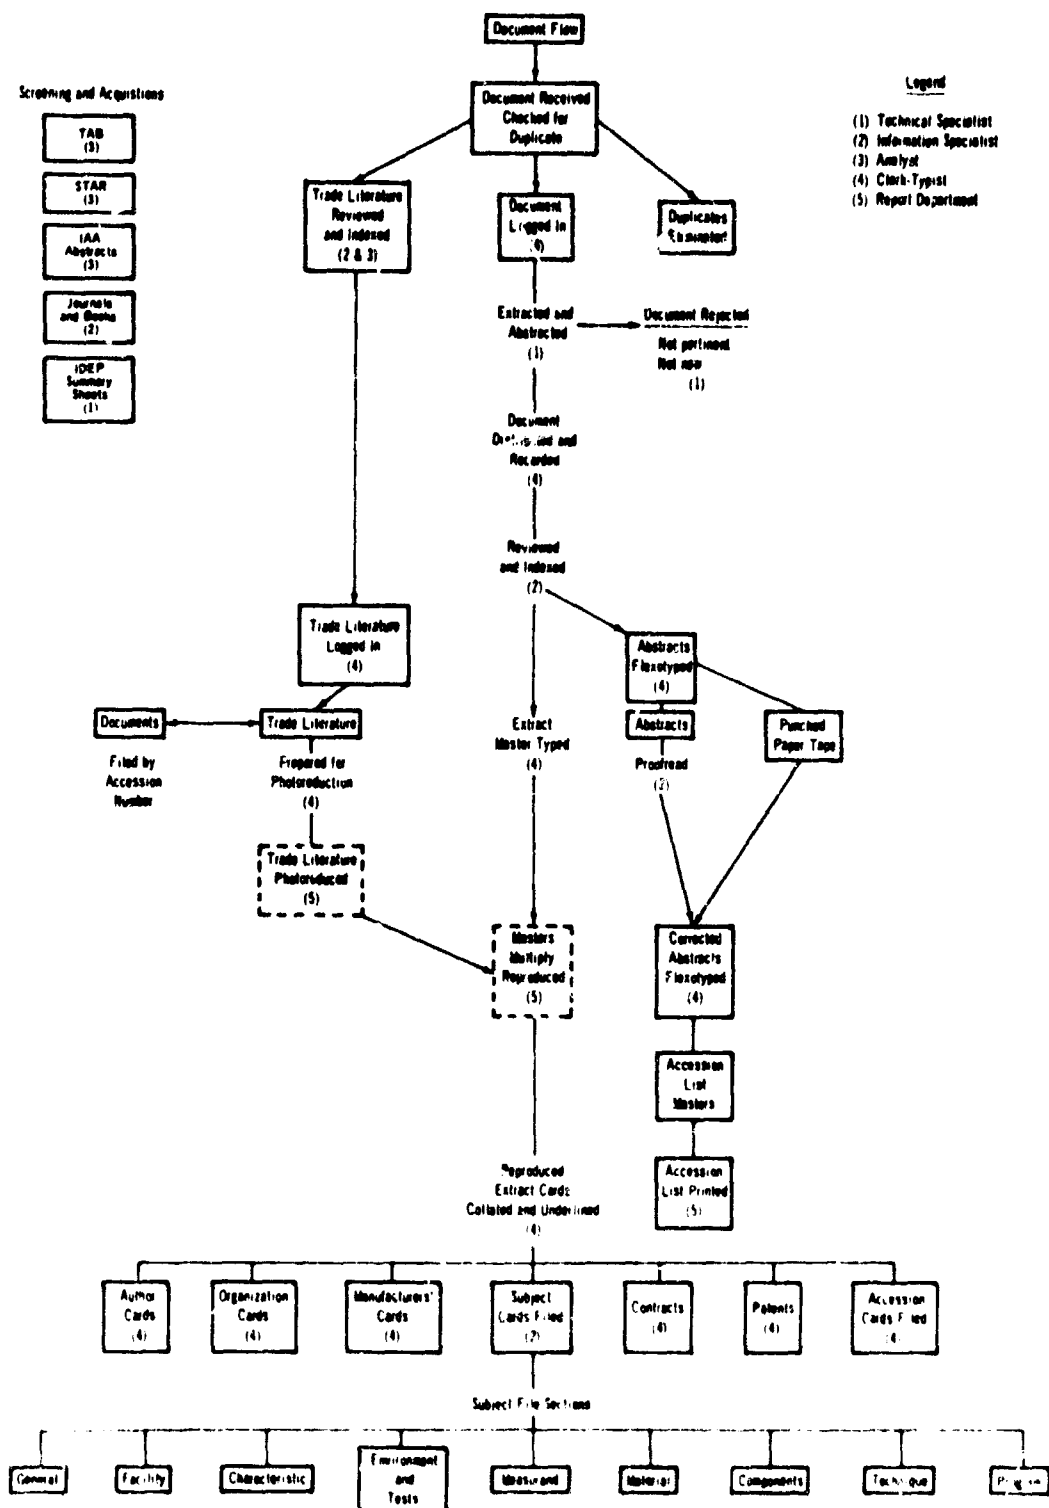 Document Flow
Screening and Acquistions
TAB
(3)
STAR
(3)
IAA
Abstracts
(3)
Journals
and Books
(2)
IDEP
Summary
Sheets
(1)
Document Received
Checked for
Duplicate
Legend
(1) Technical Specialist
(2) Information Specialist
(3) Analyst
(4) Clerk-Typist
(5) Report Department
Trade Literature
Reviewed
and Indexed
(2 & 3)
Document
Logged In
(4)
Duplicates
Eliminated
Extracted and
Abstracted
(1)
Document Rejected
Not pertinent
Not new
(1)
Document
and
Recorded
(4)
Reviewed
and Indexed
(2)
Trade Literature
Logged In
(4)
Abstracts
Flexotyped
(4)
Documents
Trade Literature
Extract
Master Typed
(4)
Abstracts
Punched
Paper Tape
Filed by
Accession
Number
Prepared for
Photoreduction
(4)
Proofread
(2)
Trade Literature
Photoreduced
(5)
Masters
Multiply
Reproduced
(5)
Corrected
Abstracts
Flexotyped
(4)
Accession
List
Masters
Reproduced
Extract Cards
Collated and Underlined
(4)
Accession
List Printed
(5)
Author
Cards
(4)
Organization
Cards
(4)
Manufacturers'
Cards
(4)
Subject
Cards Filed
(2)
Contracts
(4)
Patents
(4)
Accession
Cards Filed
(4)
Subject File Sections
General
Facility
Characteristic
Environment
and
Tests
Measurand
Material
Components
Technique
Program